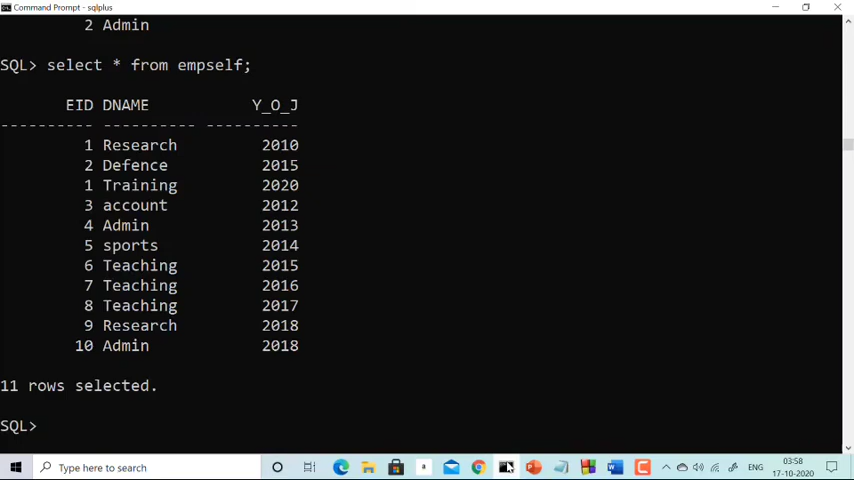 Command Prompt - sqlplus
2 Admin
SQL> select * from empself;
EID DNAME Y_O_J
---------- ---------- ----------
1 Research 2010
2 Defence 2015
1 Training 2020
3 account 2012
4 Admin 2013
5 sports 2014
6 Teaching 2015
7 Teaching 2016
8 Teaching 2017
9 Research 2018
10 Admin 2018
11 rows selected.
SQL>
Type here to search
a
ENG
03:58
17-10-2020